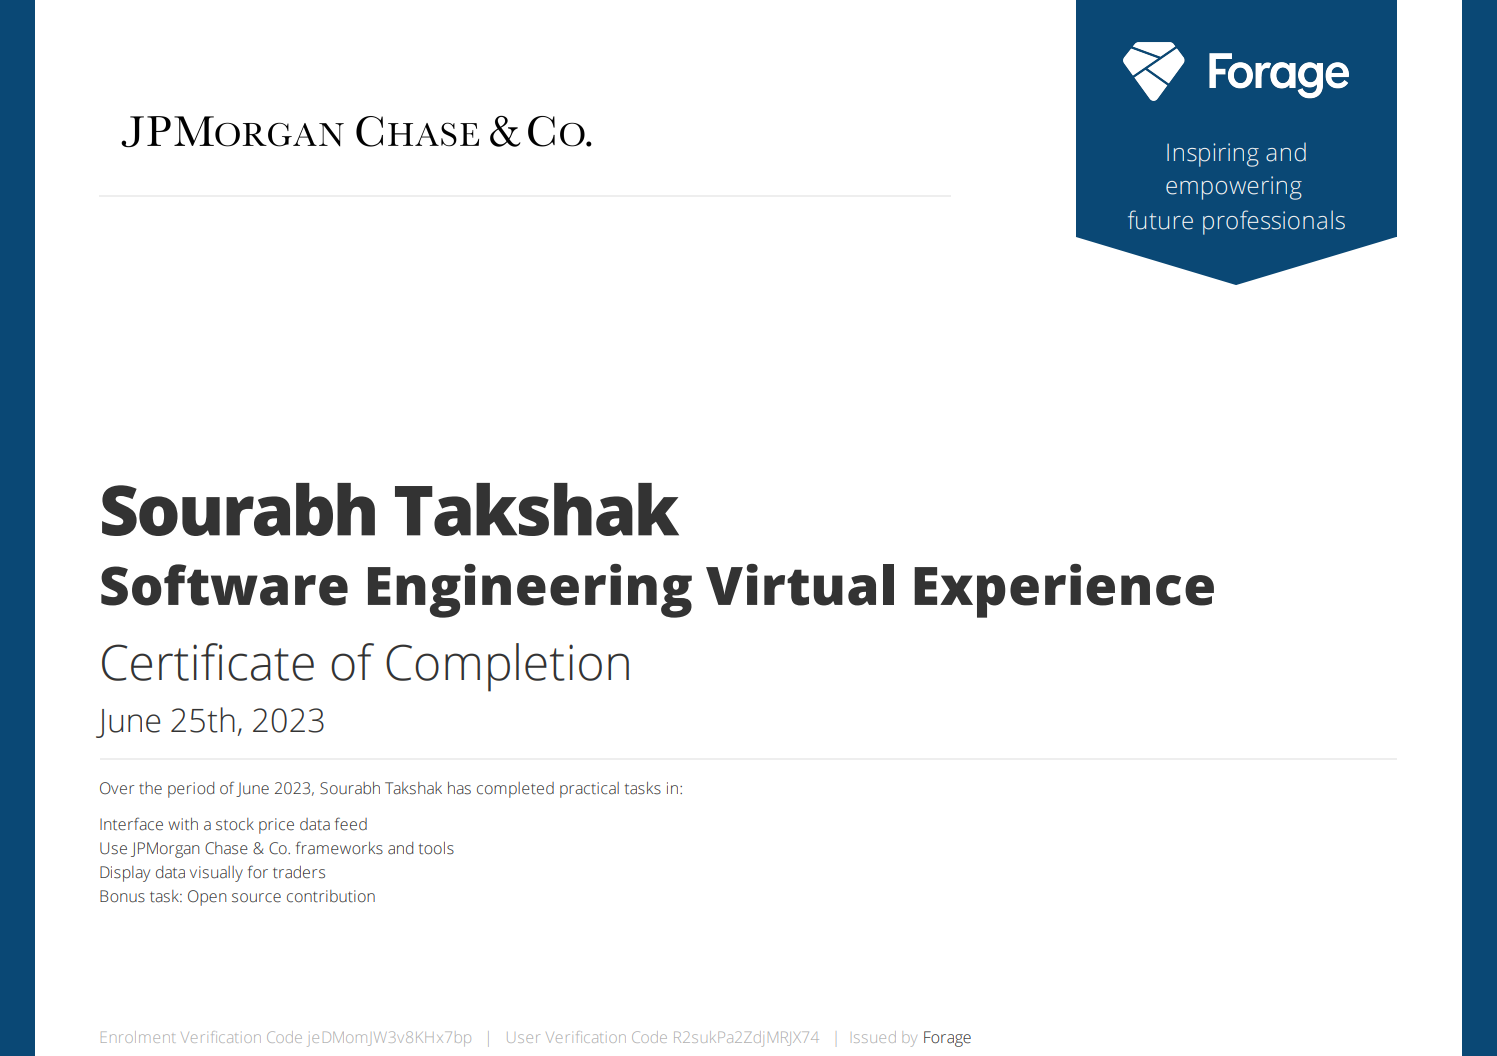 JPMORGAN CHASE & CO.
Forage
Inspiring and
empowering
future professionals
Sourabh Takshak
Software Engineering Virtual Experience
Certificate of Completion
June 25th, 2023
Over the period of June 2023, Sourabh Takshak has completed practical tasks in:
Interface with a stock price data feed
Use JPMorgan Chase & Co. frameworks and tools
Display data visually for traders
Bonus task: Open source contribution
Enrolment Verification Code jeDMomJW3v8KHx7bp | User Verification Code R2sukPa2ZdjMRJX74 | Issued by Forage